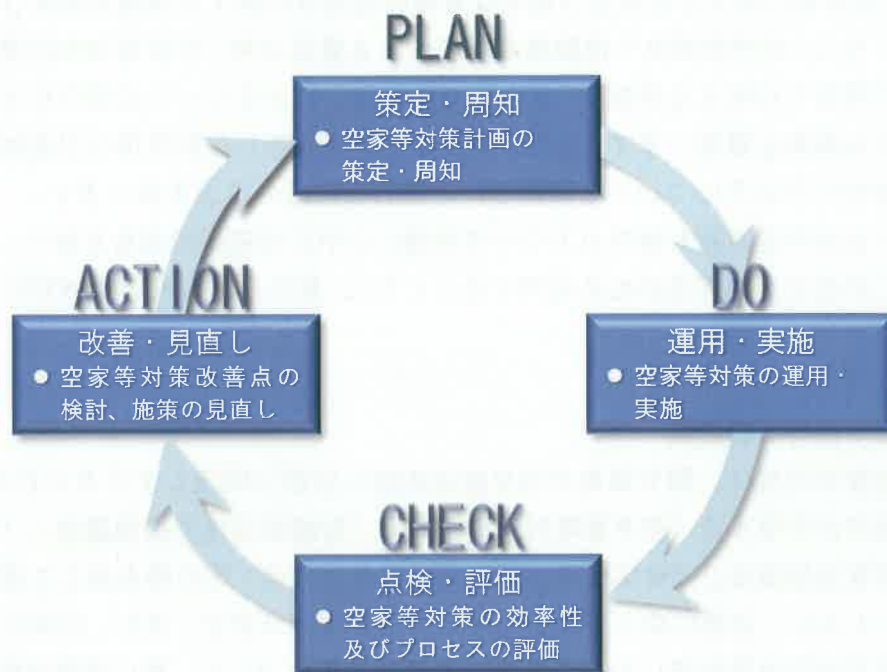 PLAN
策定・周知
● 空家等対策計画の
策定・周知
DO
運用・実施
● 空家等対策の運用・
実施
CHECK
点検・評価
● 空家等対策の効率性
及びプロセスの評価
ACTION
改善・見直し
● 空家等対策改善点の
検討、施策の見直し